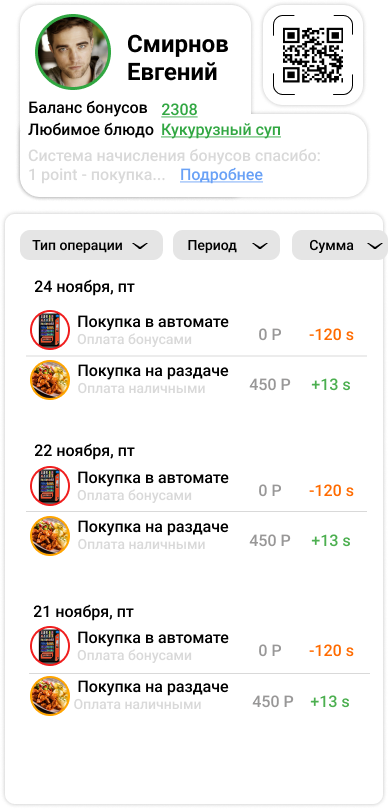 Смирнов
Евгений
Баланс бонусов 2308
Любимое блюдо Кукурузный суп
Система начисления бонусов спасибо:
1 point - покупка... Подробнее
Тип операции Период Сумма
24 ноября, пт
Покупка в автомате
Оплата бонусами
0 Р -120 s
Покупка на раздаче
Оплата наличными
450 Р +13 s
22 ноября, пт
Покупка в автомате
Оплата бонусами
0 Р -120 s
Покупка на раздаче
Оплата наличными
450 Р +13 s
21 ноября, пт
Покупка в автомате
Оплата бонусами
0 Р -120 s
Покупка на раздаче
Оплата наличными
450 Р +13 s